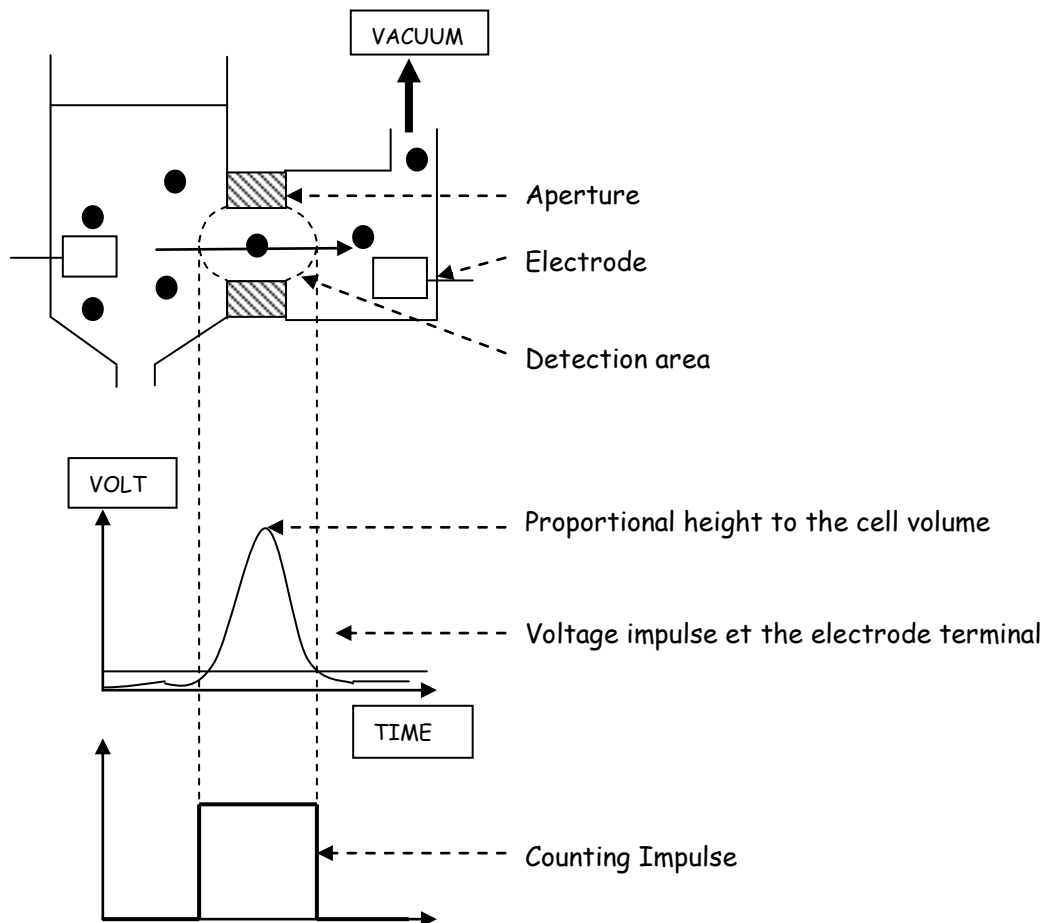 VACUUM
Aperture
Electrode
Detection area
VOLT
Proportional height to the cell volume
Voltage impulse et the electrode terminal
TIME
Counting Impulse